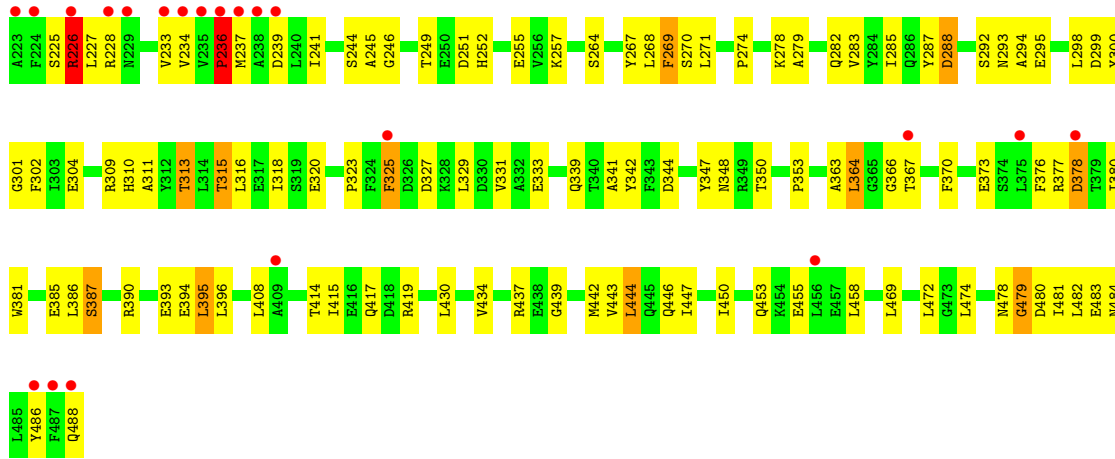 A223 F224 S225 R226 L227 R228 N229 V233 V234 V235 P236 M237 A238 D239 L240 I241 S244 A245 G246 T249 E250 D251 H252 E255 V256 K257 S264 Y267 L268 F269 S270 L271 P274 K278 A279 Q282 V283 Y284 I285 Q286 Y287 D288 S292 N293 A294 E295 L298 D299
G301 F302 I303 E304 R309 H310 A311 Y312 T313 L314 T315 L316 E317 I318 S319 E320 P323 F324 F325 D326 D327 K328 L329 D330 V331 A332 E333 Q339 T340 A341 Y342 F343 D344 Y347 N348 R349 T350 P353 A363 L364 G365 G366 T367 F370 E373 S374 L375 F376 R377 D378 T379
W381 E385 L386 S387 R390 E393 E394 L395 L396 L408 A409 T414 I415 E416 Q417 D418 R419 L430 V434 R437 E438 G439 M442 V443 L444 Q445 Q446 I447 I450 Q453 K454 E455 L456 E457 L458 L469 L472 G473 L474 N478 G479 D480 I481 L482 E483
L485 Y486 F487 Q488